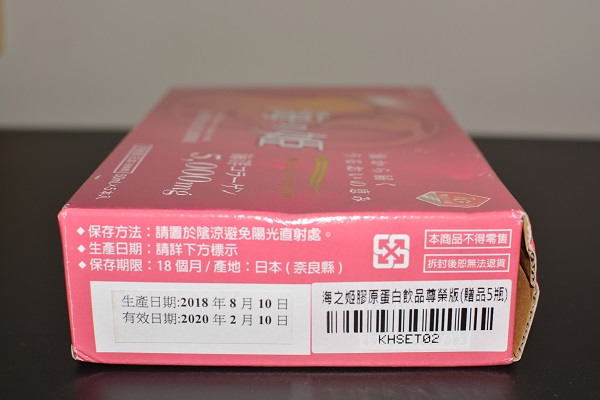 5,000mg
◆保存方法：請置於陰涼避免陽光直射處。
◆生產日期：請詳下方標示
◆保存期限：18個月/產地：日本(奈良縣)
本商品不得零售
拆封後恕無法退貨
生產日期:2018 年 8 月 10 日
有效日期:2020 年 2 月 10 日
海之姬膠原蛋白飲品尊榮版(贈品5瓶)
KHSET02